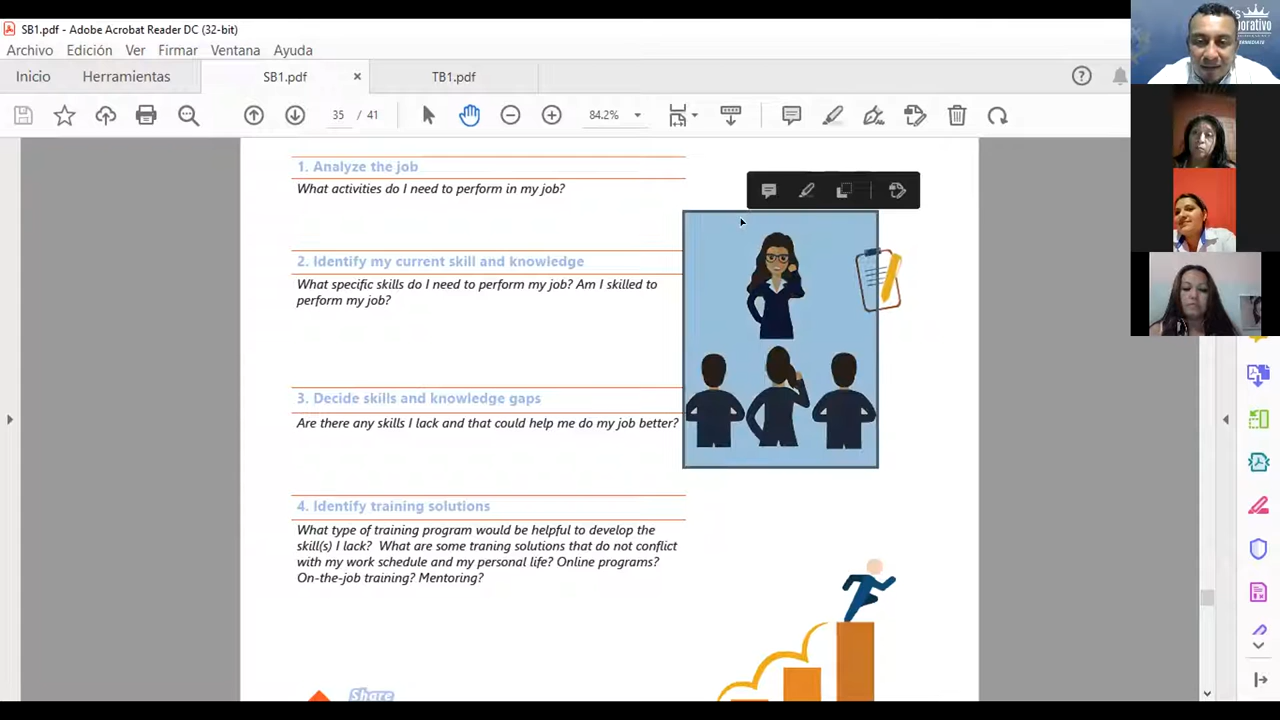 SB1.pdf - Adobe Acrobat Reader DC (32-bit)
Archivo Edición Ver Firmar Ventana Ayuda
Inicio Herramientas SB1.pdf × TB1.pdf
35 / 41 84.2%
1. Analyze the job
What activities do I need to perform in my job?
2. Identify my current skill and knowledge
What specific skills do I need to perform my job? Am I skilled to
perform my job?
3. Decide skills and knowledge gaps
Are there any skills I lack and that could help me do my job better?
4. Identify training solutions
What type of training program would be helpful to develop the
skill(s) I lack? What are some traning solutions that do not conflict
with my work schedule and my personal life? Online programs?
On-the-job training? Mentoring?
Share